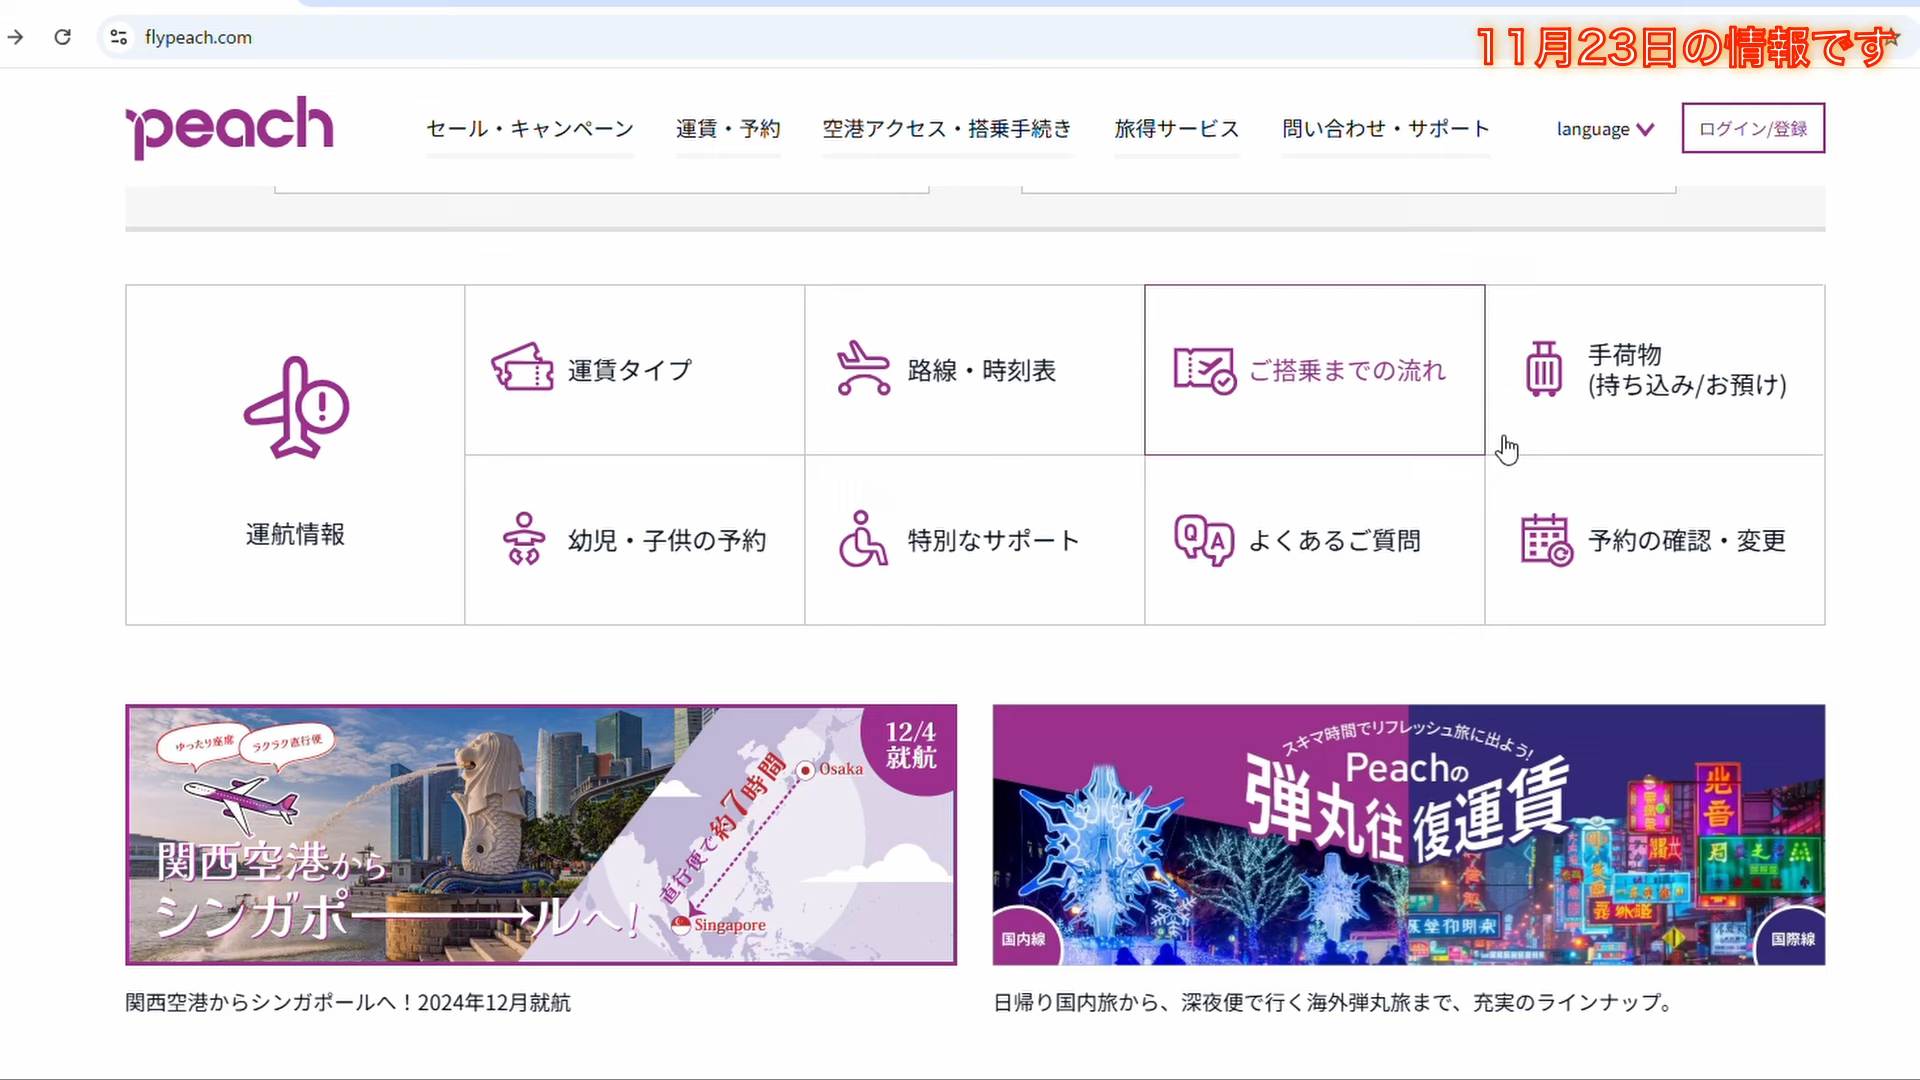 flypeach.com
11月23日の情報です
peach
セール・キャンペーン
運賃・予約
空港アクセス・搭乗手続き
旅得サービス
問い合わせ・サポート
language
ログイン/登録
運航情報
運賃タイプ
路線・時刻表
ご搭乗までの流れ
手荷物
(持ち込み/お預け)
幼児・子供の予約
特別なサポート
よくあるご質問
予約の確認・変更
ゆったり座席
ラクラク直行便
12/4
就航
Osaka
直行便で約7時間
Singapore
関西空港から
シンガポールへ!
スキマ時間でリフレッシュ旅に出よう!
Peachの
弾丸往復運賃
国内線
国際線
関西空港からシンガポールへ!2024年12月就航
日帰り国内旅から、深夜便で行く海外弾丸旅まで、充実のラインナップ。